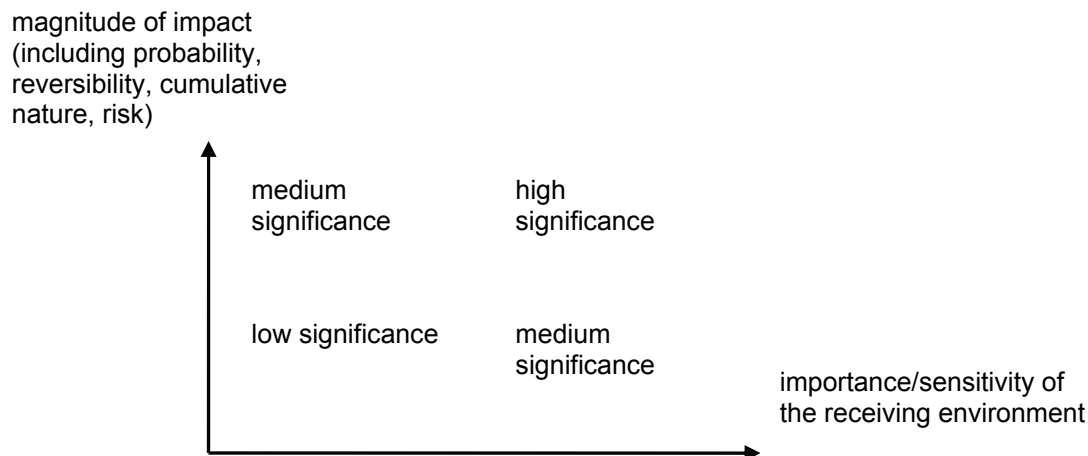 magnitude of impact
(including probability,
reversibility, cumulative
nature, risk)
medium
significance
high
significance
low significance
medium
significance
importance/sensitivity of
the receiving environment